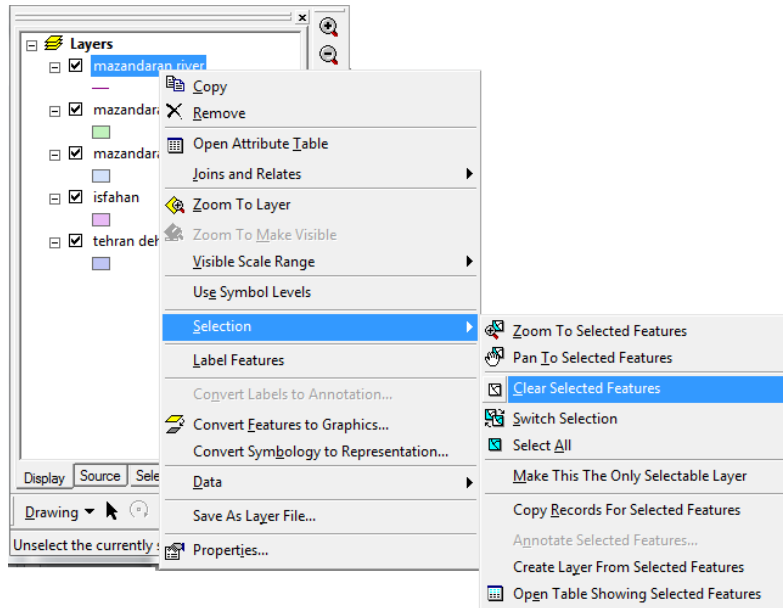 Layers
mazandaran river
mazandara
mazandara
isfahan
tehran deh
Display Source Sele
Drawing
Unselect the currently s
Copy
Remove
Open Attribute Table
Joins and Relates
Zoom To Layer
Zoom To Make Visible
Visible Scale Range
Use Symbol Levels
Selection
Label Features
Convert Labels to Annotation...
Convert Features to Graphics...
Convert Symbology to Representation...
Data
Save As Layer File...
Properties...
Zoom To Selected Features
Pan To Selected Features
Clear Selected Features
Switch Selection
Select All
Make This The Only Selectable Layer
Copy Records For Selected Features
Annotate Selected Features...
Create Layer From Selected Features
Open Table Showing Selected Features